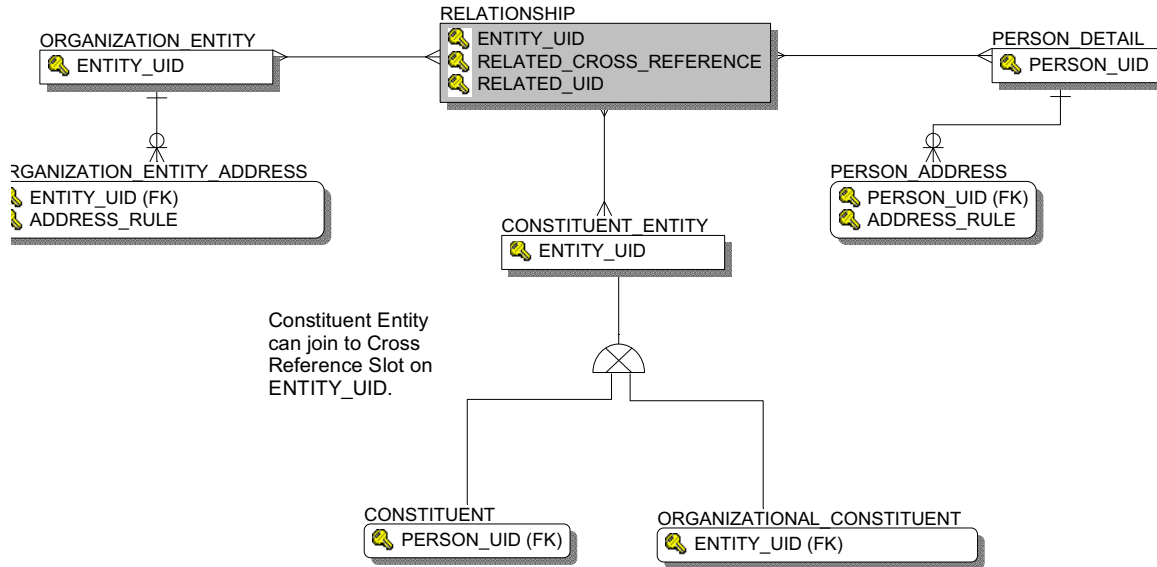 RELATIONSHIP
ENTITY_UID
RELATED_CROSS_REFERENCE
RELATED_UID
ORGANIZATION_ENTITY
ENTITY_UID
PERSON_DETAIL
PERSON_UID
RGANIZATION_ENTITY_ADDRESS
ENTITY_UID (FK)
ADDRESS_RULE
PERSON_ADDRESS
PERSON_UID (FK)
ADDRESS_RULE
CONSTITUENT_ENTITY
ENTITY_UID
Constituent Entity
can join to Cross
Reference Slot on
ENTITY_UID.
CONSTITUENT
PERSON_UID (FK)
ORGANIZATIONAL_CONSTITUENT
ENTITY_UID (FK)